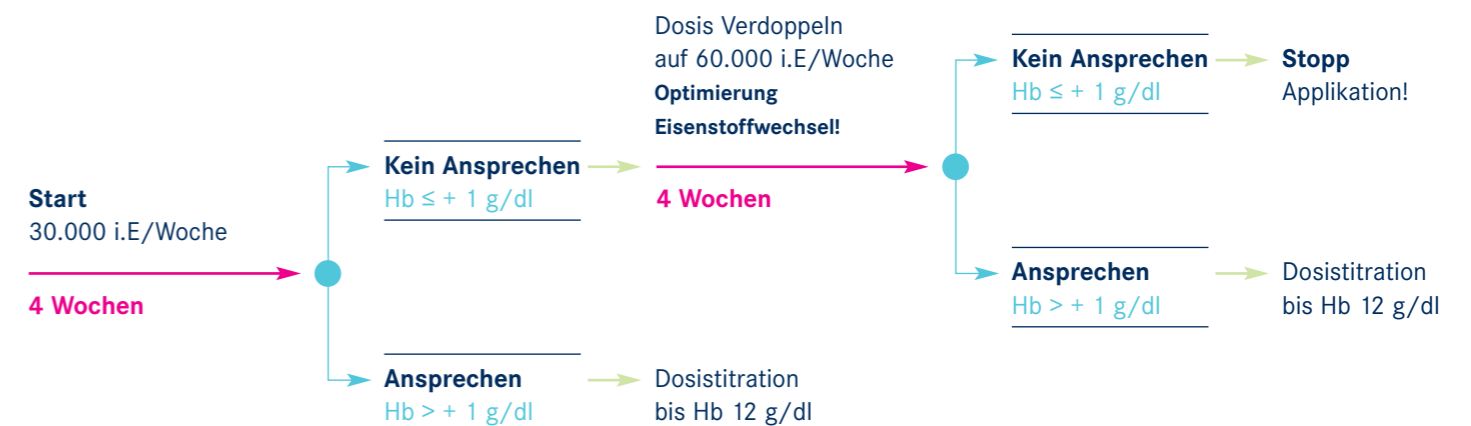 Start
30.000 i.E/Woche
4 Wochen
Kein Ansprechen
Hb ≤ + 1 g/dl
Ansprechen
Hb > + 1 g/dl
Dosistitration
bis Hb 12 g/dl
Dosis Verdoppeln
auf 60.000 i.E/Woche
Optimierung
Eisenstoffwechsel!
4 Wochen
Kein Ansprechen
Hb ≤ + 1 g/dl
Stopp
Applikation!
Ansprechen
Hb > + 1 g/dl
Dosistitration
bis Hb 12 g/dl